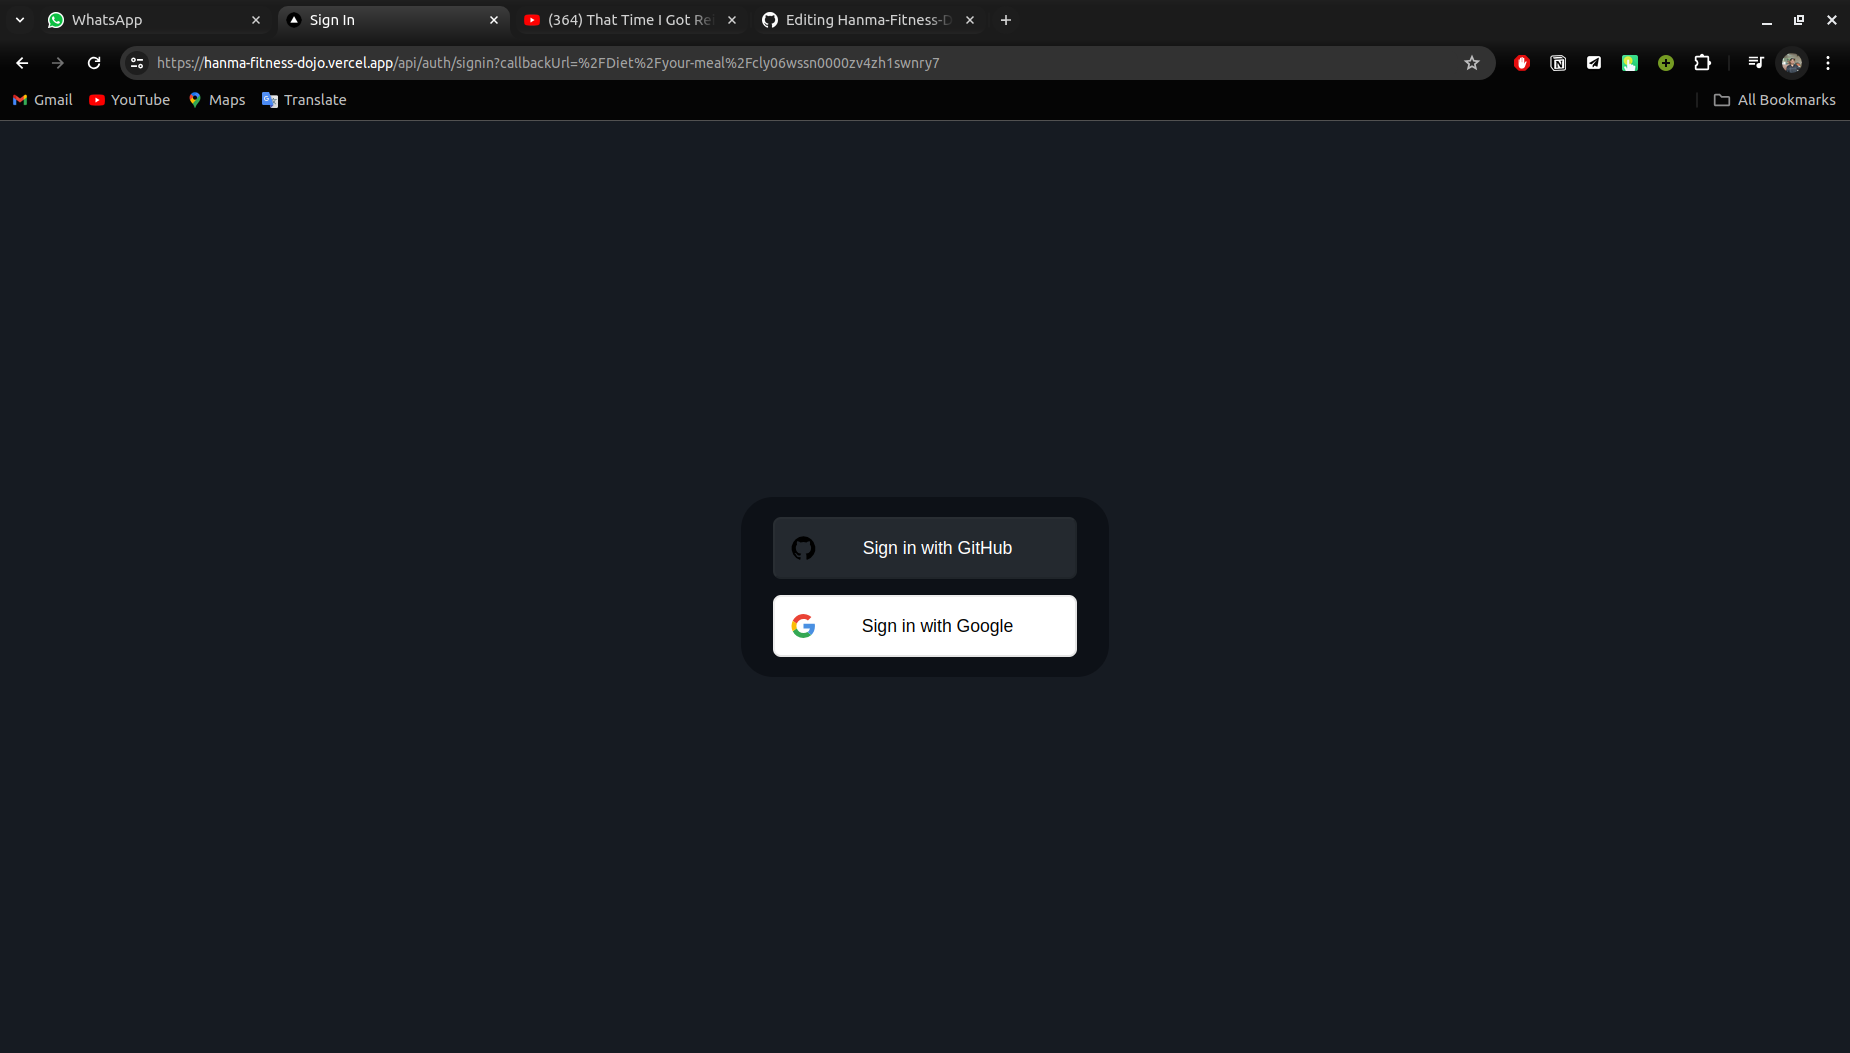 WhatsApp
Sign In
(364) That Time I Got Re
Editing Hanma-Fitness-D
https://hanma-fitness-dojo.vercel.app/api/auth/signin?callbackUrl=%2FDiet%2Fyour-meal%2Fcly06wssn0000zv4zh1swnry7
Gmail
YouTube
Maps
Translate
All Bookmarks
Sign in with GitHub
Sign in with Google